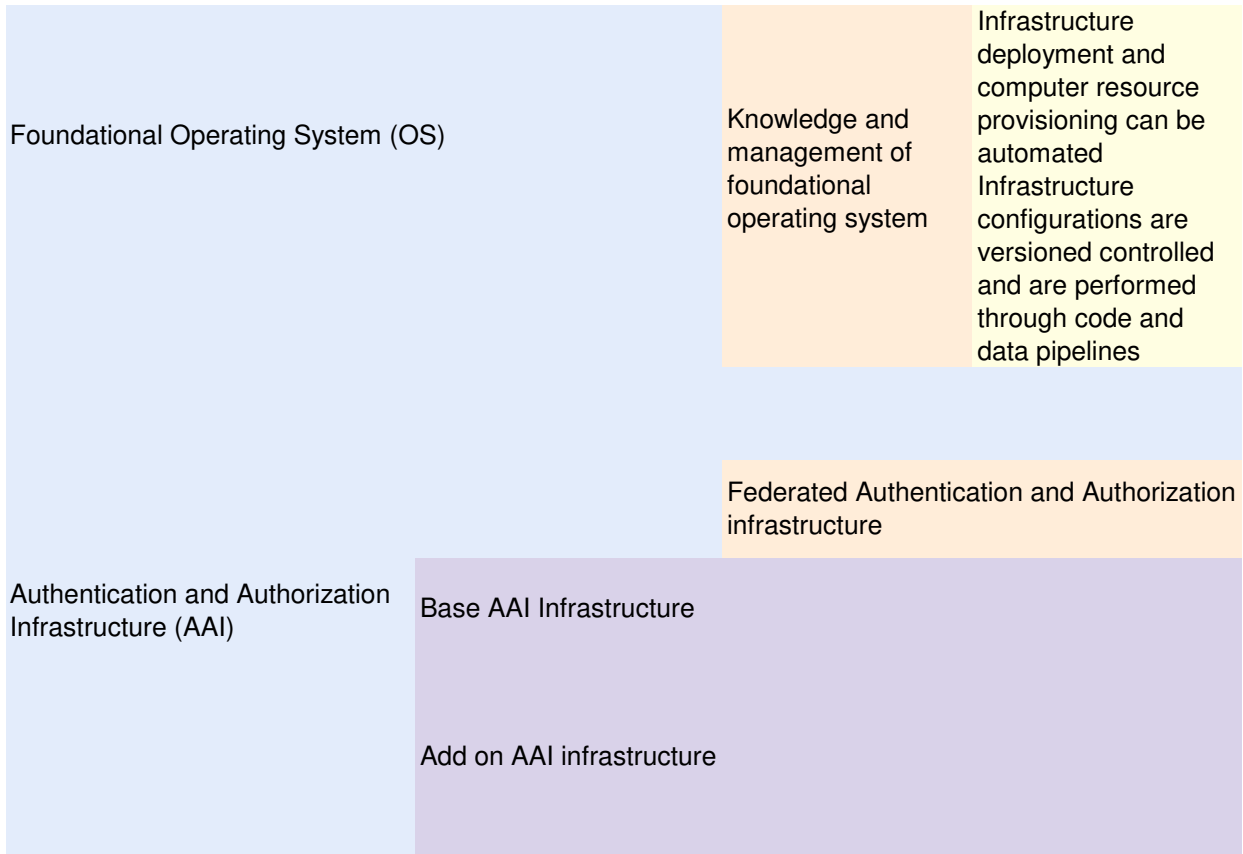 Foundational Operating System (OS)
Knowledge and
management of
foundational
operating system
Infrastructure
deployment and
computer resource
provisioning can be
automated
Infrastructure
configurations are
versioned controlled
and are performed
through code and
data pipelines
Federated Authentication and Authorization
infrastructure
Authentication and Authorization
Infrastructure (AAI)
Base AAI Infrastructure
Add on AAI infrastructure